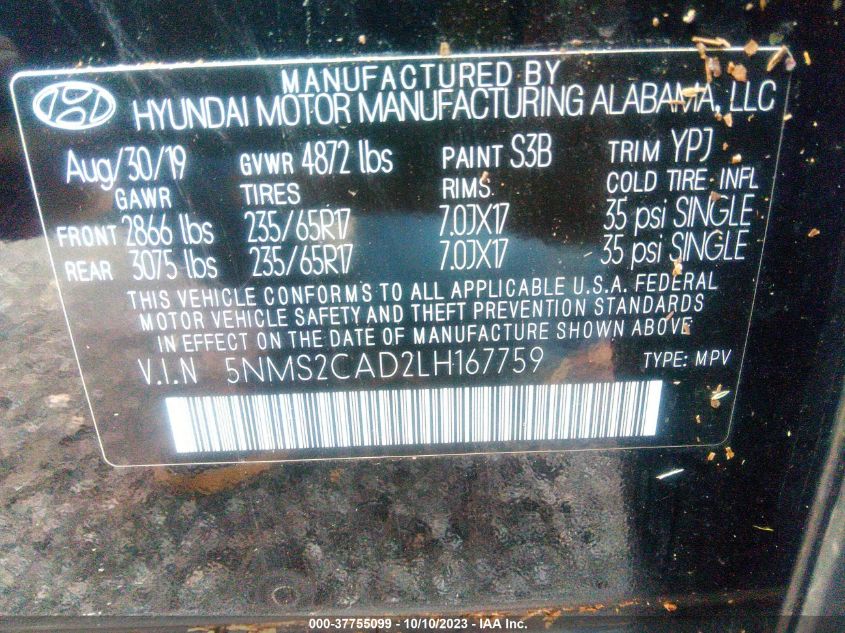 MANUFACTURED BY
HYUNDAI MOTOR MANUFACTURING ALABAMA, LLC
Aug/30/19 GVWR 4872 lbs PAINT S3B TRIM YPJ
GAWR TIRES RIMS. COLD TIRE INFL
FRONT 2866 lbs 235/65R17 7.0JX17 35 psi SINGLE
REAR 3075 lbs 235/65R17 7.0JX17 35 psi SINGLE
THIS VEHICLE CONFORMS TO ALL APPLICABLE U.S.A. FEDERAL
MOTOR VEHICLE SAFETY AND THEFT PREVENTION STANDARDS
IN EFFECT ON THE DATE OF MANUFACTURE SHOWN ABOVE
V.I.N 5NMS2CAD2LH167759 TYPE: MPV
000-37755099 - 10/10/2023 - IAA Inc.